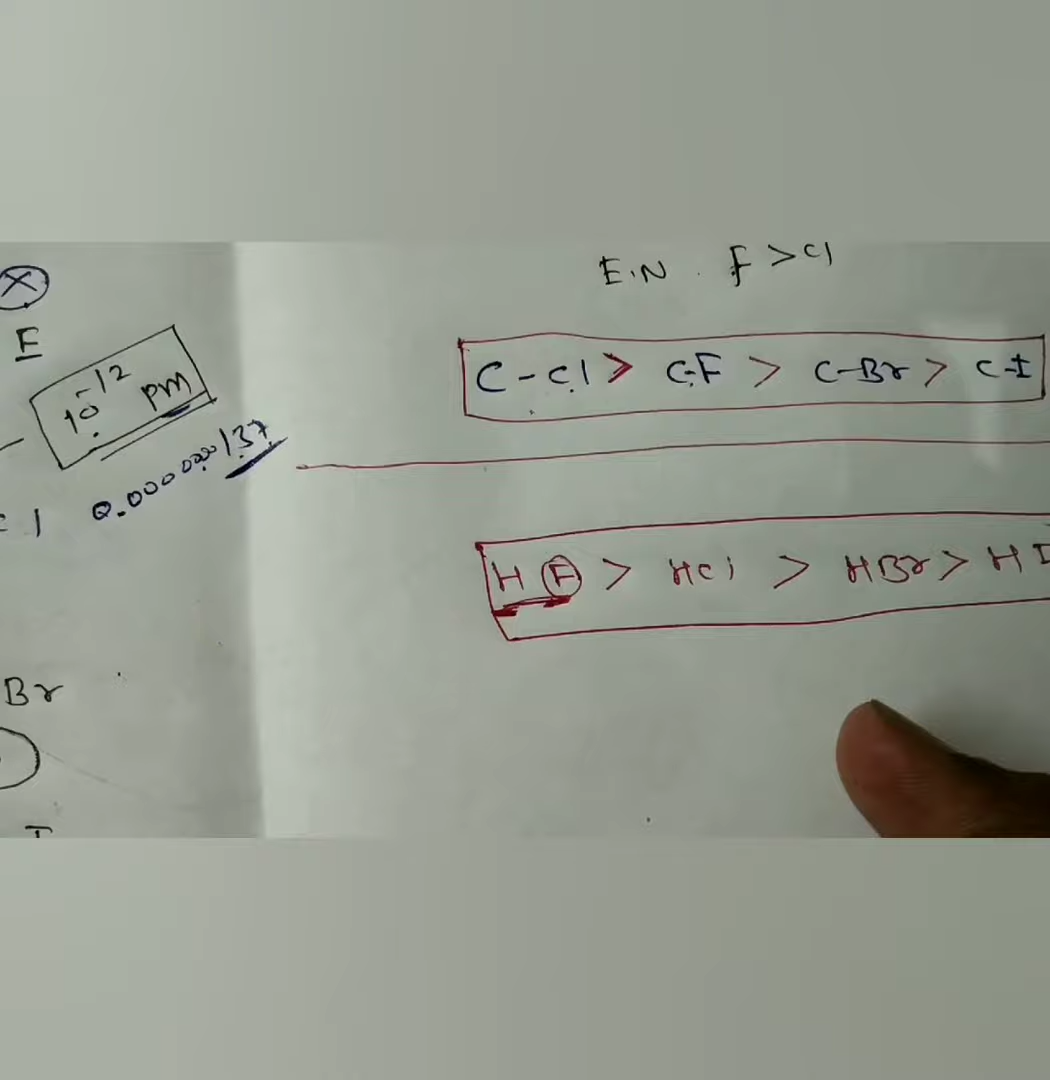 E.N. F > Cl
X
F
10^-12 pm
C-Cl > C-F > C-Br > C-I
0.0000000137
HF > HCl > HBr > HI
Br
I